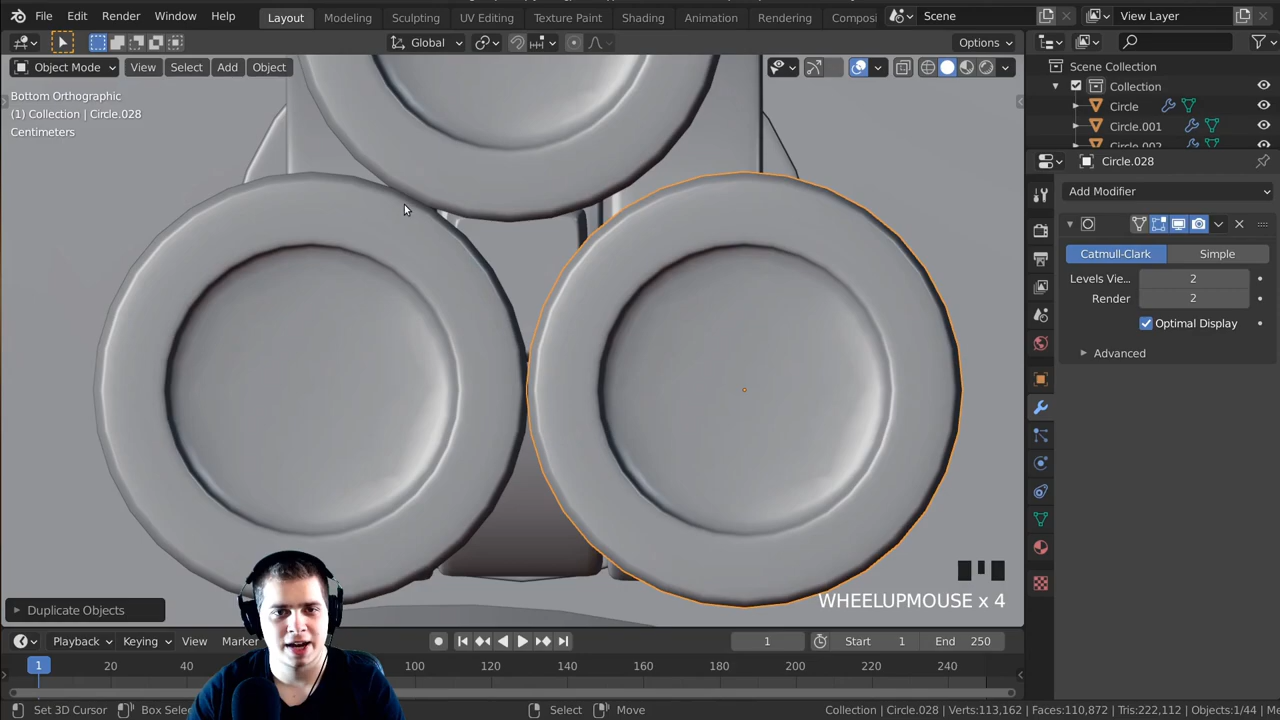 File Edit Render Window Help Layout Modeling Sculpting UV Editing Texture Paint Shading Animation Rendering Composi Scene View Layer
Global Options
Object Mode View Select Add Object
Bottom Orthographic
(1) Collection | Circle.028
Centimeters
Scene Collection
Collection
Circle
Circle.001
Circle.002
Circle.028
Add Modifier
Catmull-Clark Simple
Levels Vie... 2
Render 2
Optimal Display
Advanced
WHEELUPMOUSE x 4
Duplicate Objects
Playback Keying View Marker 1 Start 1 End 250
1 20 40 100 120 140 160 180 200 220 240
Set 3D Cursor Box Selec Select Move Collection | Circle.028 | Verts:113,162 | Faces:110,872 | Tris:222,112 | Objects:1/44 | Me